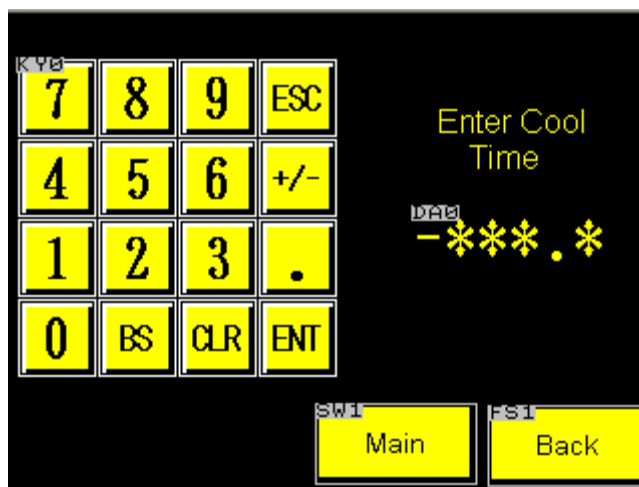 KY0
7 8 9 ESC
4 5 6 +/-
1 2 3 .
0 BS CLR ENT
Enter Cool
Time
DA0
-***.*
SW1
Main
FS1
Back